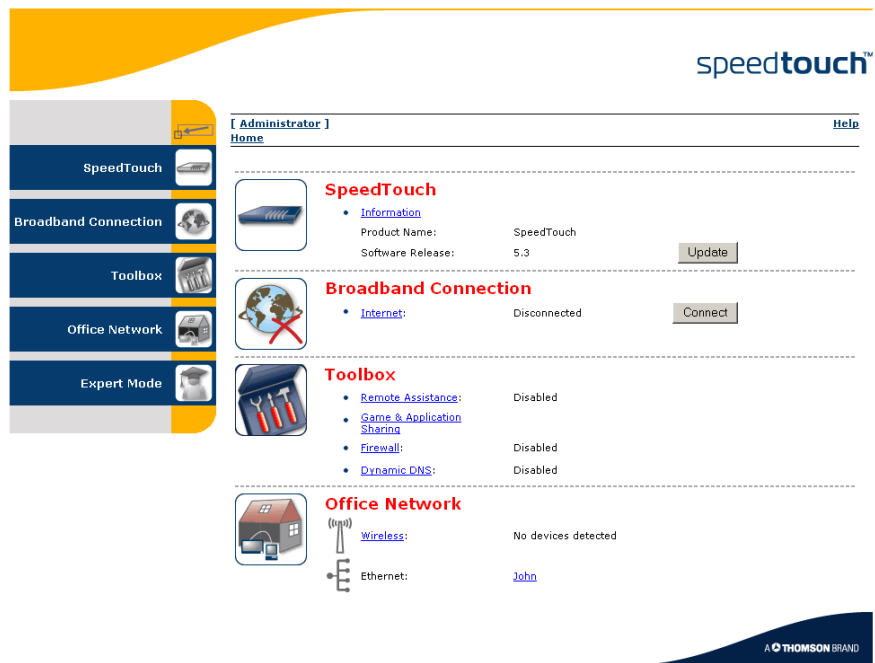 speedtouch™
[ Administrator ]
Help
Home
SpeedTouch
Broadband Connection
Toolbox
Office Network
Expert Mode
SpeedTouch
Information
Product Name: SpeedTouch
Software Release: 5.3 Update
Broadband Connection
Internet: Disconnected Connect
Toolbox
Remote Assistance: Disabled
Game & Application
Sharing
Firewall: Disabled
Dynamic DNS: Disabled
Office Network
Wireless: No devices detected
Ethernet: John
A THOMSON BRAND